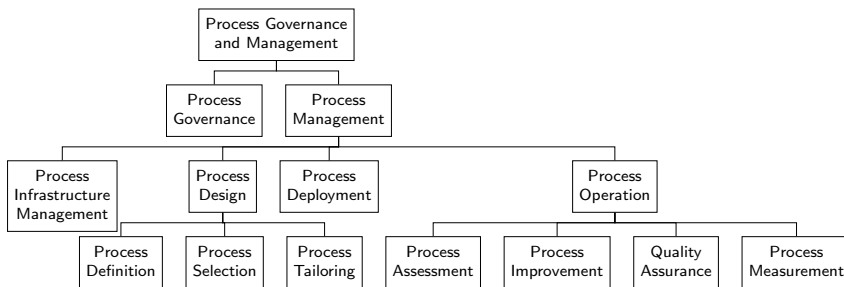 Process Governance
and Management
Process
Governance
Process
Management
Process
Infrastructure
Management
Process
Design
Process
Deployment
Process
Operation
Process
Definition
Process
Selection
Process
Tailoring
Process
Assessment
Process
Improvement
Quality
Assurance
Process
Measurement